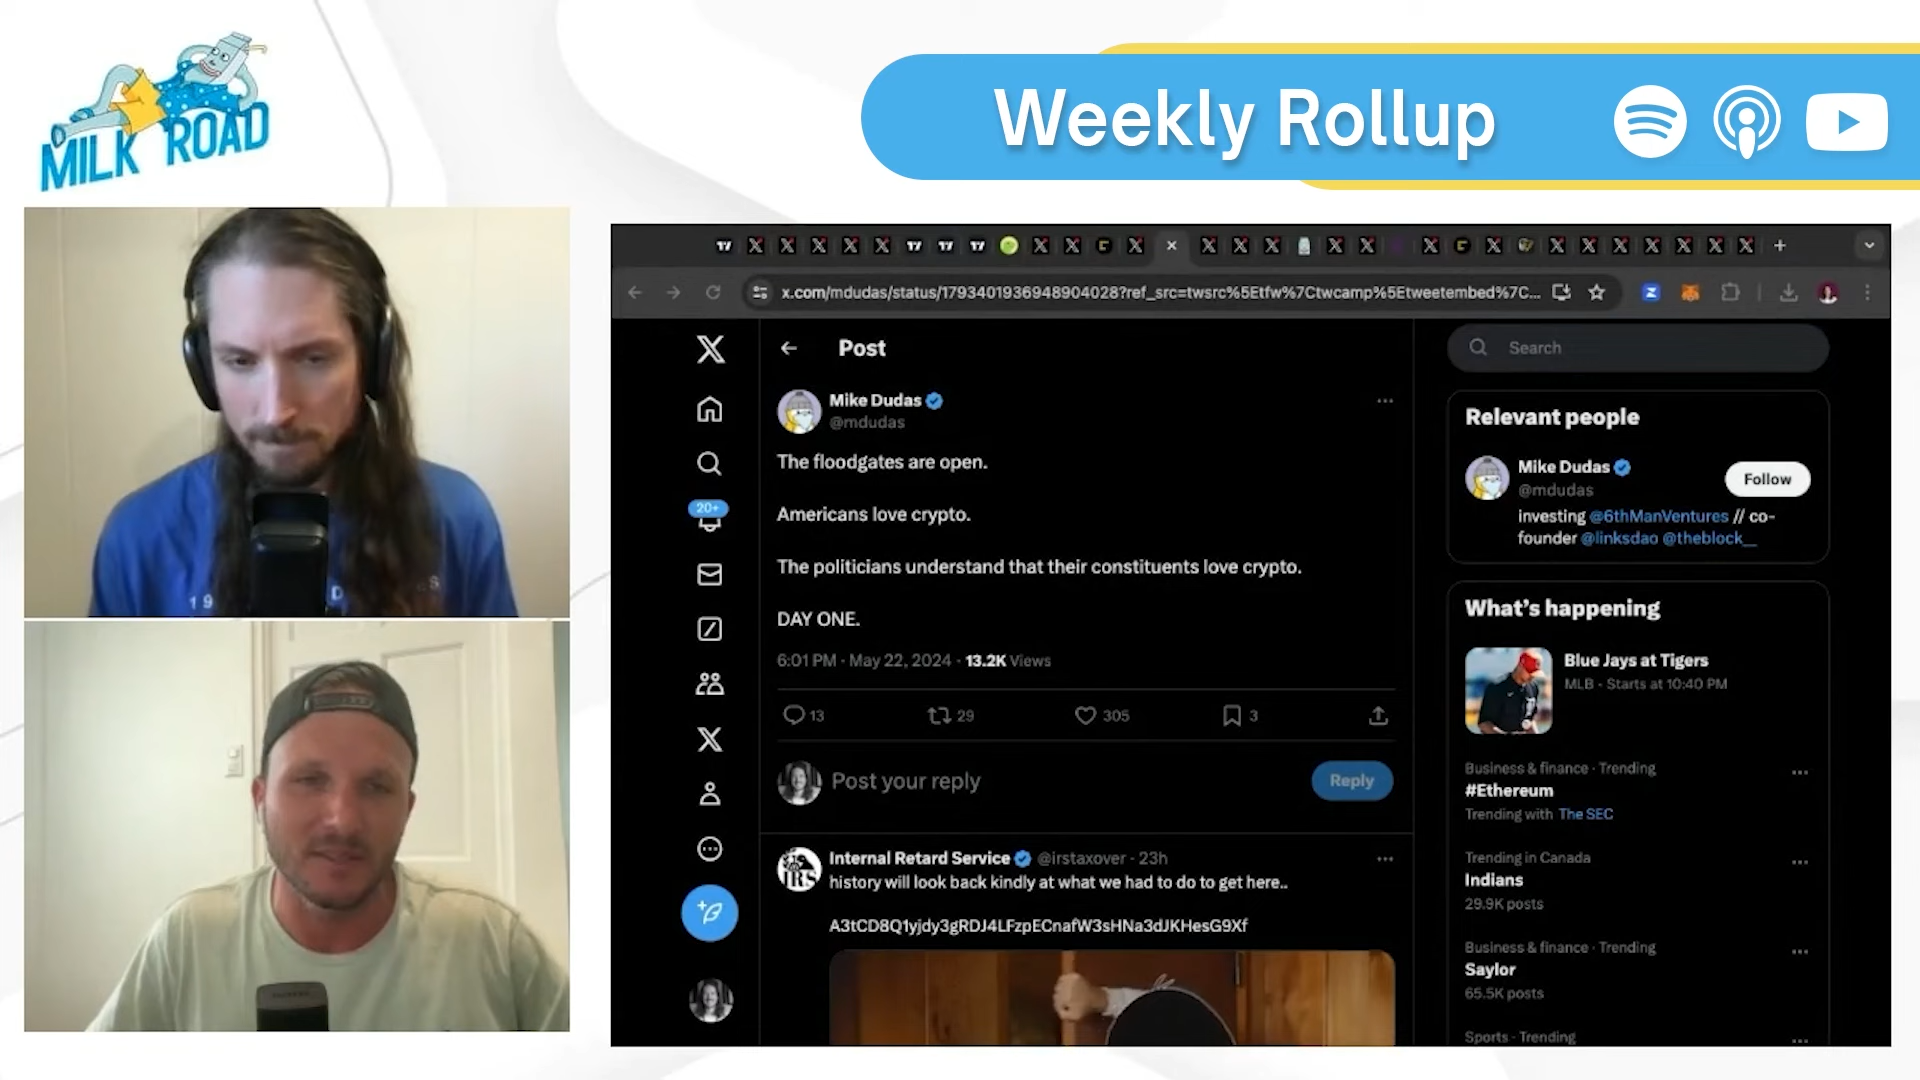 MILK ROAD
Weekly Rollup
x.com/mdudas/status/1793401936948904028?ref_src=twsrc%5Etfw%7Ctwcamp%5Etweetembed%7C...
Post
Search
Mike Dudas
@mdudas
The floodgates are open.
Americans love crypto.
The politicians understand that their constituents love crypto.
DAY ONE.
6:01 PM · May 22, 2024 · 13.2K Views
13
29
305
3
Post your reply
Reply
20+
Internal Retard Service @irstaxover · 23h
history will look back kindly at what we had to do to get here..
A3tCD8Q1yjdy3gRDJ4LFzpECnafW3sHNa3dJKHesG9Xf
IRS
Relevant people
Mike Dudas
@mdudas
Follow
investing @6thManVentures // co-
founder @linksdao @theblock__
What's happening
Blue Jays at Tigers
MLB · Starts at 10:40 PM
Business & finance · Trending
#Ethereum
Trending with The SEC
Trending in Canada
Indians
29.9K posts
Business & finance · Trending
Saylor
65.5K posts
Sports · Trending
19
D
S